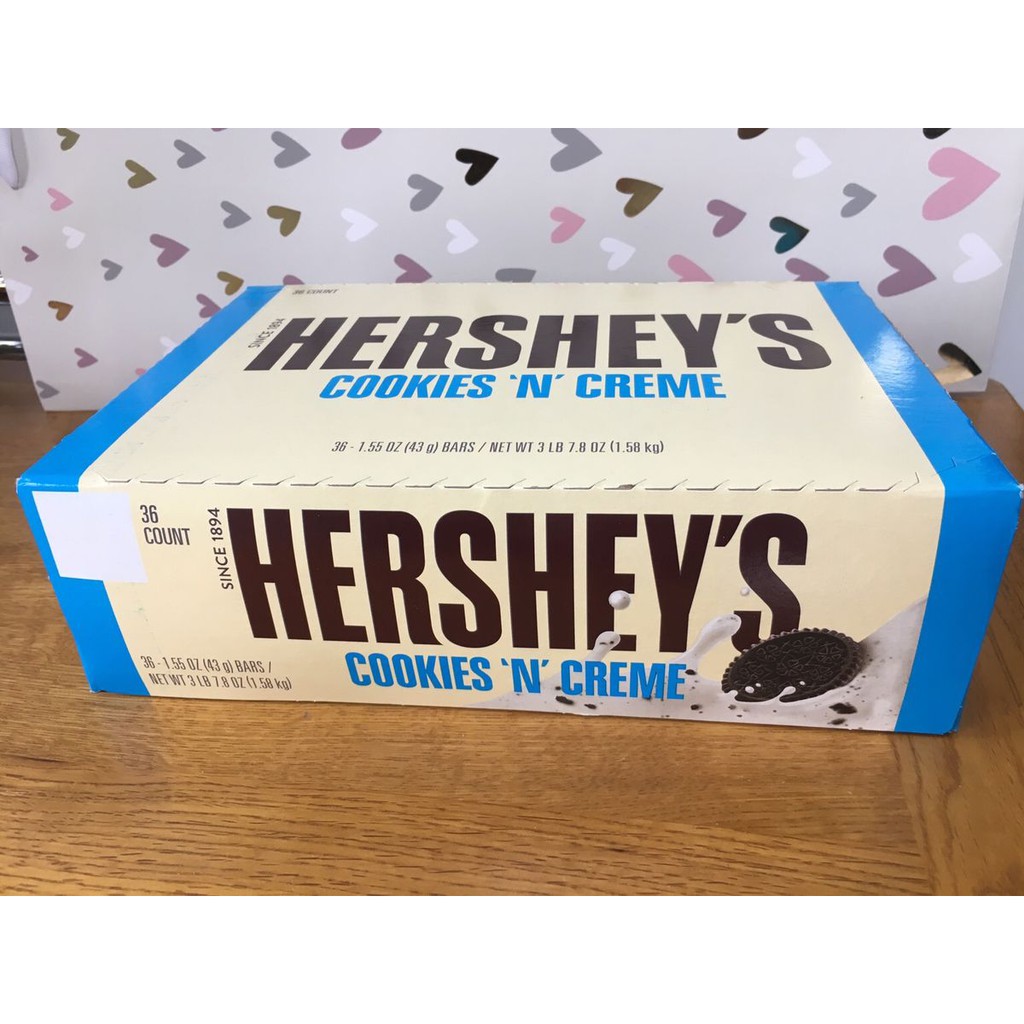 36 COUNT
SINCE 1894
HERSHEY'S
COOKIES 'N' CREME
36 - 1.55 OZ (43 g) BARS / NET WT 3 LB 7.8 OZ (1.58 kg)
36
COUNT
SINCE 1894
HERSHEY'S
COOKIES 'N' CREME
36 - 1.55 OZ (43 g) BARS /
NET WT 3 LB 7.8 OZ (1.58 kg)